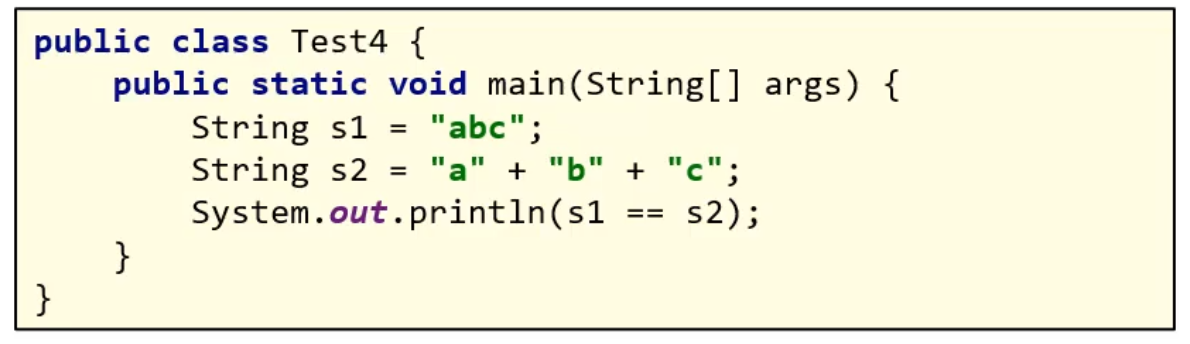 public class Test4 {
    public static void main(String[] args) {
        String s1 = "abc";
        String s2 = "a" + "b" + "c";
        System.out.println(s1 == s2);
    }
}